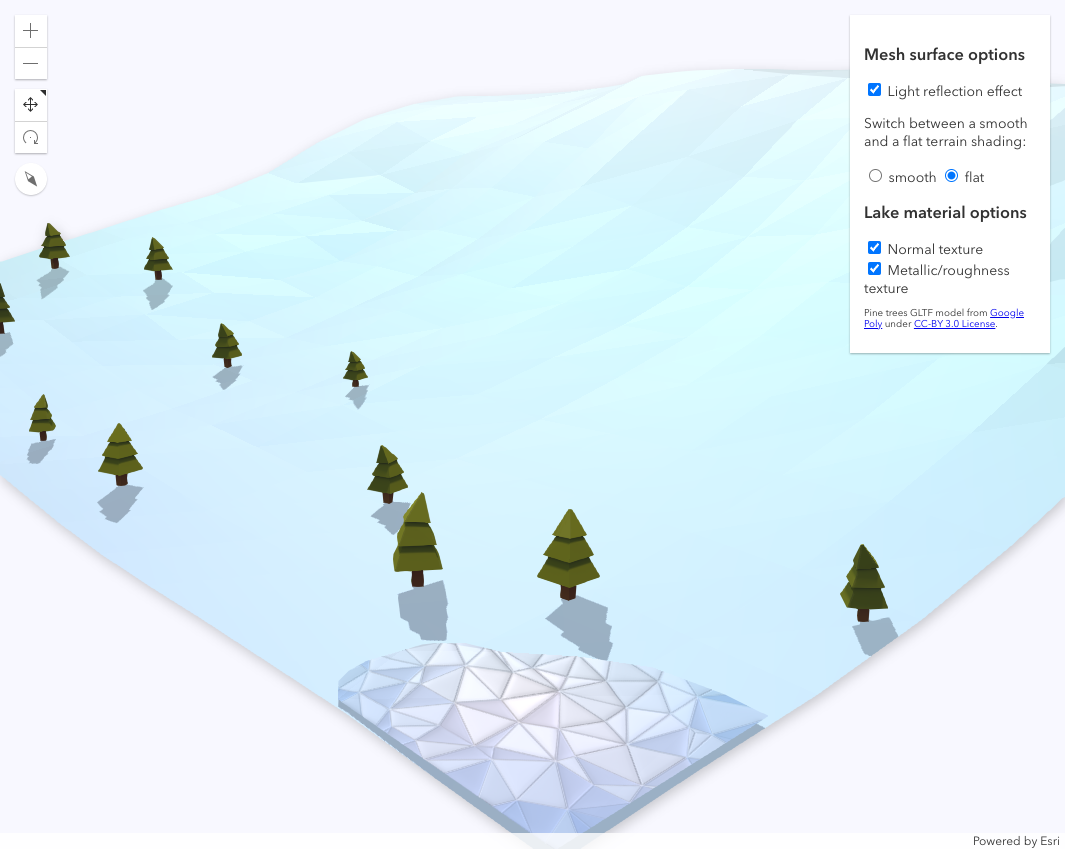 Mesh surface options
Light reflection effect
Switch between a smooth
and a flat terrain shading:
smooth flat
Lake material options
Normal texture
Metallic/roughness
texture
Pine trees GLTF model from Google
Poly under CC-BY 3.0 License.
Powered by Esri